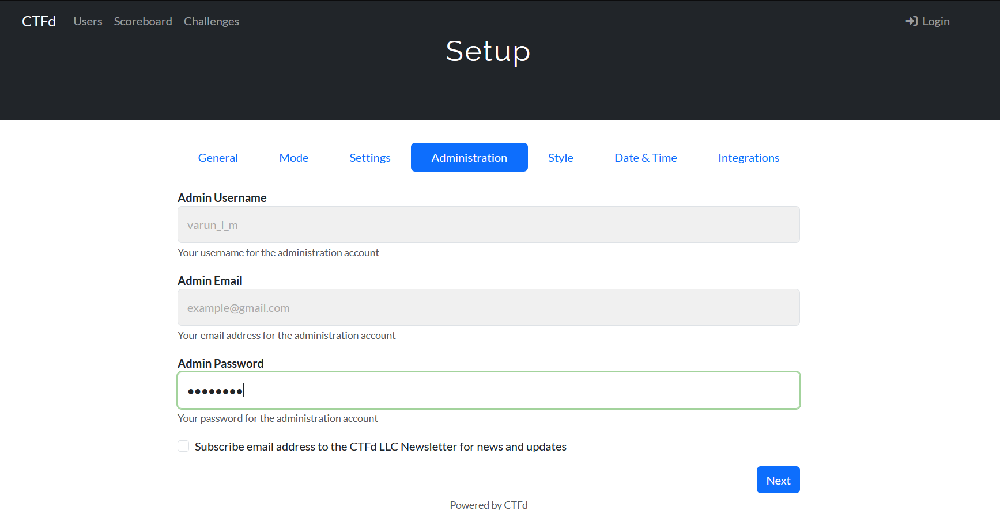 CTFd Users Scoreboard Challenges Login
Setup
General Mode Settings Administration Style Date & Time Integrations
Admin Username
varun_l_m
Your username for the administration account
Admin Email
example@gmail.com
Your email address for the administration account
Admin Password
••••••••
Your password for the administration account
Subscribe email address to the CTFd LLC Newsletter for news and updates
Next
Powered by CTFd